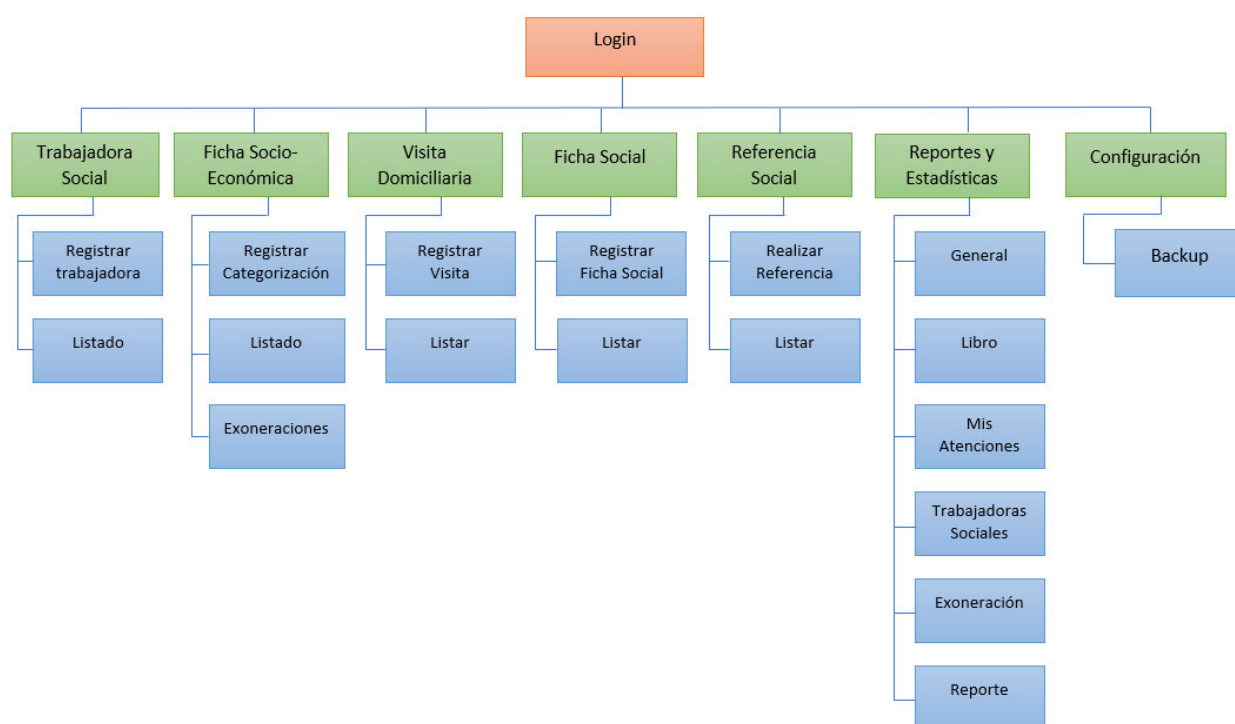 Login
Trabajadora
Social
Ficha Socio-
Económica
Visita
Domiciliaria
Ficha Social
Referencia
Social
Reportes y
Estadísticas
Configuración
Registrar
trabajadora
Listado
Registrar
Categorización
Listado
Exoneraciones
Registrar
Visita
Listar
Registrar
Ficha Social
Listar
Realizar
Referencia
Listar
General
Libro
Mis
Atenciones
Trabajadoras
Sociales
Exoneración
Reporte
Backup